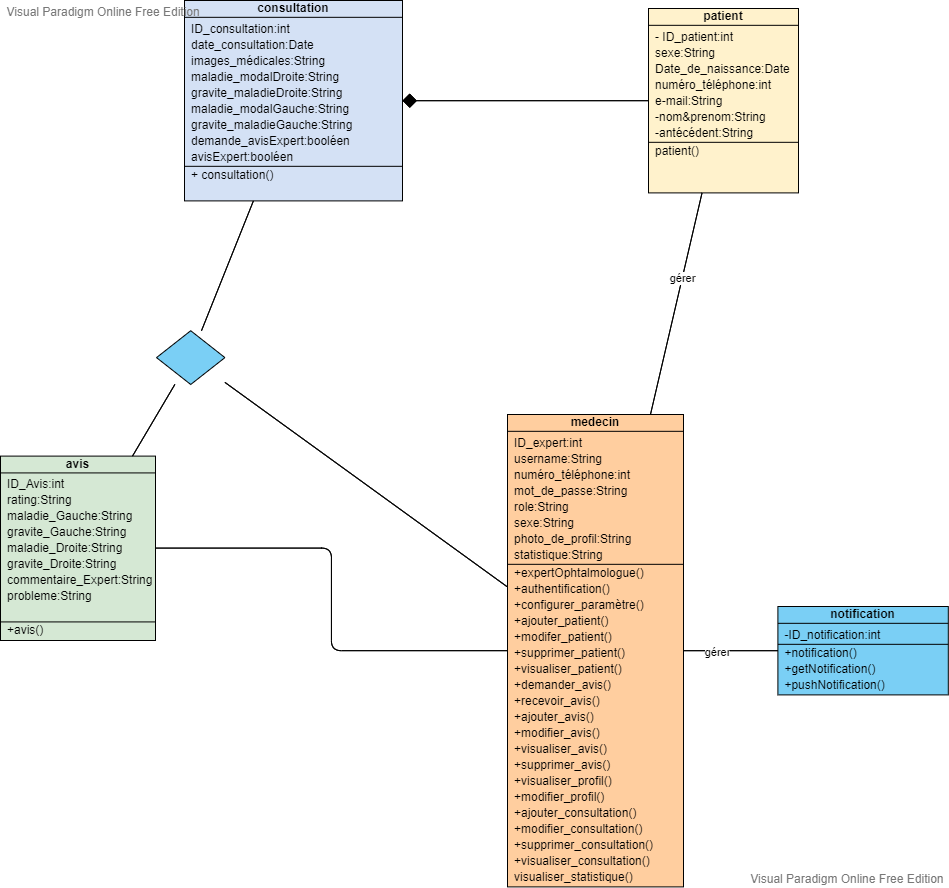 Visual Paradigm Online Free Edition
consultation
ID_consultation:int
date_consultation:Date
images_médicales:String
maladie_modalDroite:String
gravite_maladieDroite:String
maladie_modalGauche:String
gravite_maladieGauche:String
demande_avisExpert:booléen
avisExpert:booléen
+ consultation()
patient
- ID_patient:int
sexe:String
Date_de_naissance:Date
numéro_téléphone:int
e-mail:String
-nom&prenom:String
-antécédent:String
patient()
gérer
medecin
ID_expert:int
username:String
numéro_téléphone:int
mot_de_passe:String
role:String
sexe:String
photo_de_profil:String
statistique:String
+expertOphtalmologue()
+authentification()
+configurer_paramètre()
+ajouter_patient()
+modifer_patient()
+supprimer_patient()
+visualiser_patient()
+demander_avis()
+recevoir_avis()
+ajouter_avis()
+modifier_avis()
+visualiser_avis()
+supprimer_avis()
+visualiser_profil()
+modifier_profil()
+ajouter_consultation()
+modifier_consultation()
+supprimer_consultation()
+visualiser_consultation()
visualiser_statistique()
avis
ID_Avis:int
rating:String
maladie_Gauche:String
gravite_Gauche:String
maladie_Droite:String
gravite_Droite:String
commentaire_Expert:String
probleme:String
+avis()
gérer
notification
-ID_notification:int
+notification()
+getNotification()
+pushNotification()
Visual Paradigm Online Free Edition